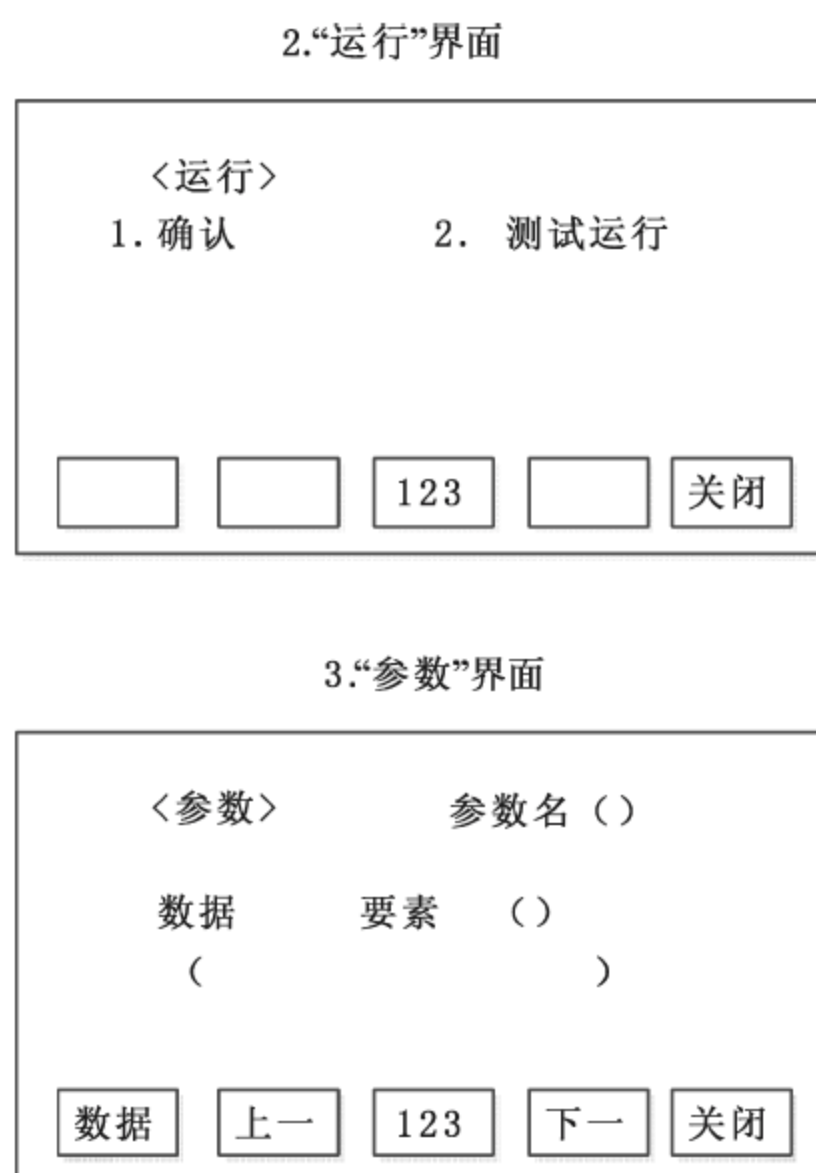 2.“运行”界面
<运行>
1.确认 2. 测试运行
123 关闭
3.“参数”界面
<参数> 参数名（）
数据 要素 （）
（ ）
数据 上一 123 下一 关闭